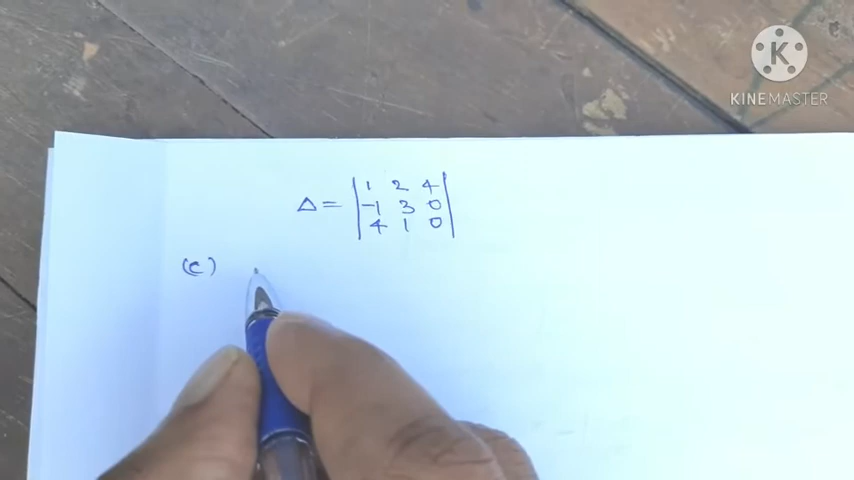 KINEMASTER
Δ = | 1 2 4 |
| -1 3 0 |
| 4 1 0 |
(c)